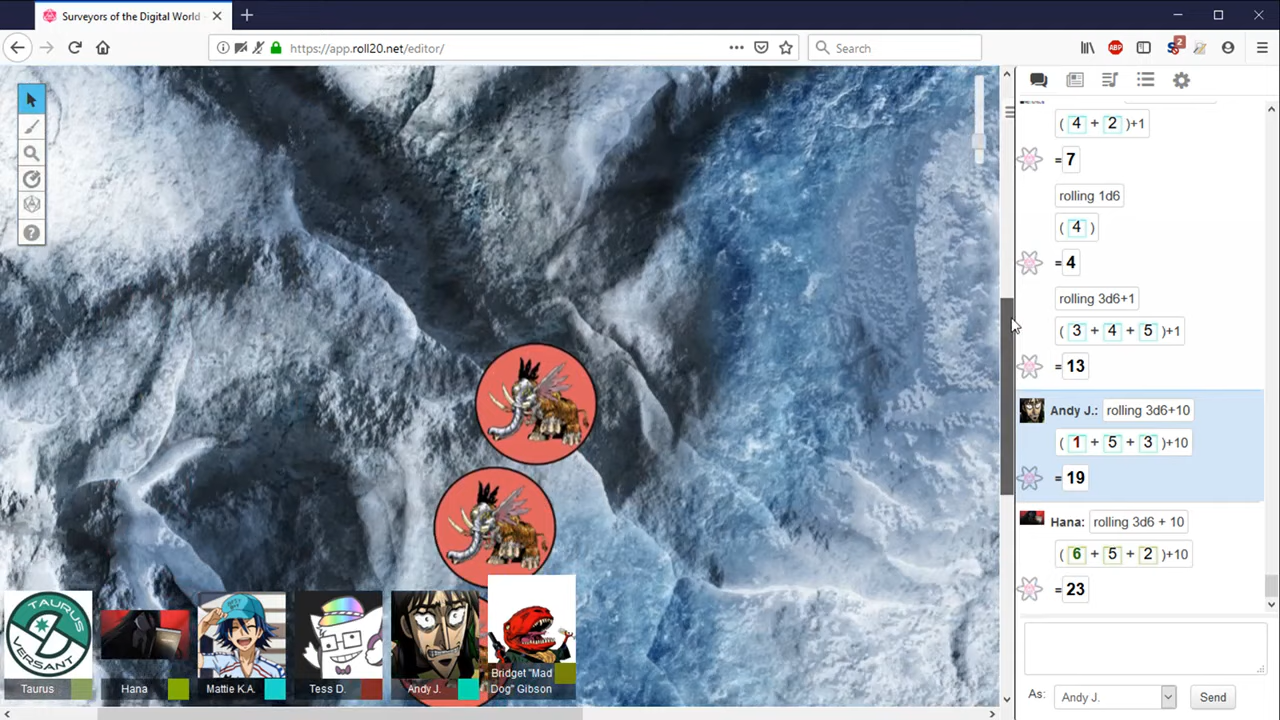 Surveyors of the Digital World
https://app.roll20.net/editor/
Search
ABP
2
( 4 + 2 )+1
= 7
rolling 1d6
( 4 )
= 4
rolling 3d6+1
( 3 + 4 + 5 )+1
= 13
Andy J.: rolling 3d6+10
( 1 + 5 + 3 )+10
= 19
Hana: rolling 3d6 + 10
( 6 + 5 + 2 )+10
= 23
As: Andy J. Send
TAURUS
VERSANT
Taurus
Hana
Mattie K.A.
Tess D.
Andy J.
Bridget "Mad
Dog" Gibson